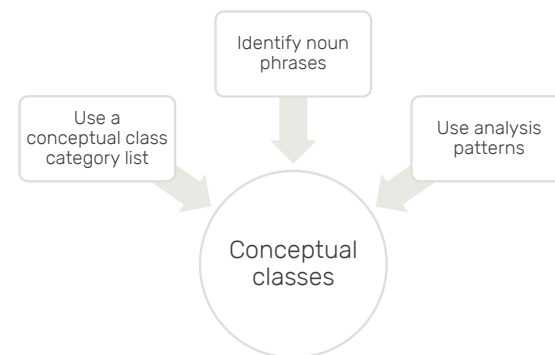 Identify noun
phrases
Use a
conceptual class
category list
Use analysis
patterns
Conceptual
classes